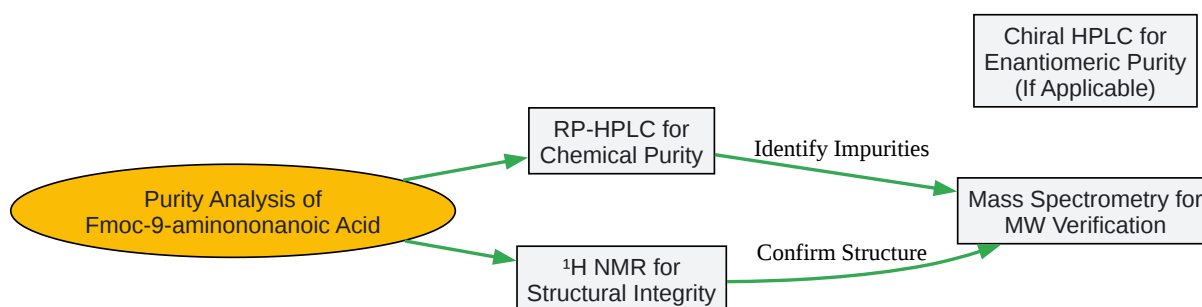 Purity Analysis of
Fmoc-9-aminononanoic Acid
RP-HPLC for
Chemical Purity
¹H NMR for
Structural Integrity
Identify Impurities
Confirm Structure
Chiral HPLC for
Enantiomeric Purity
(If Applicable)
Mass Spectrometry for
MW Verification